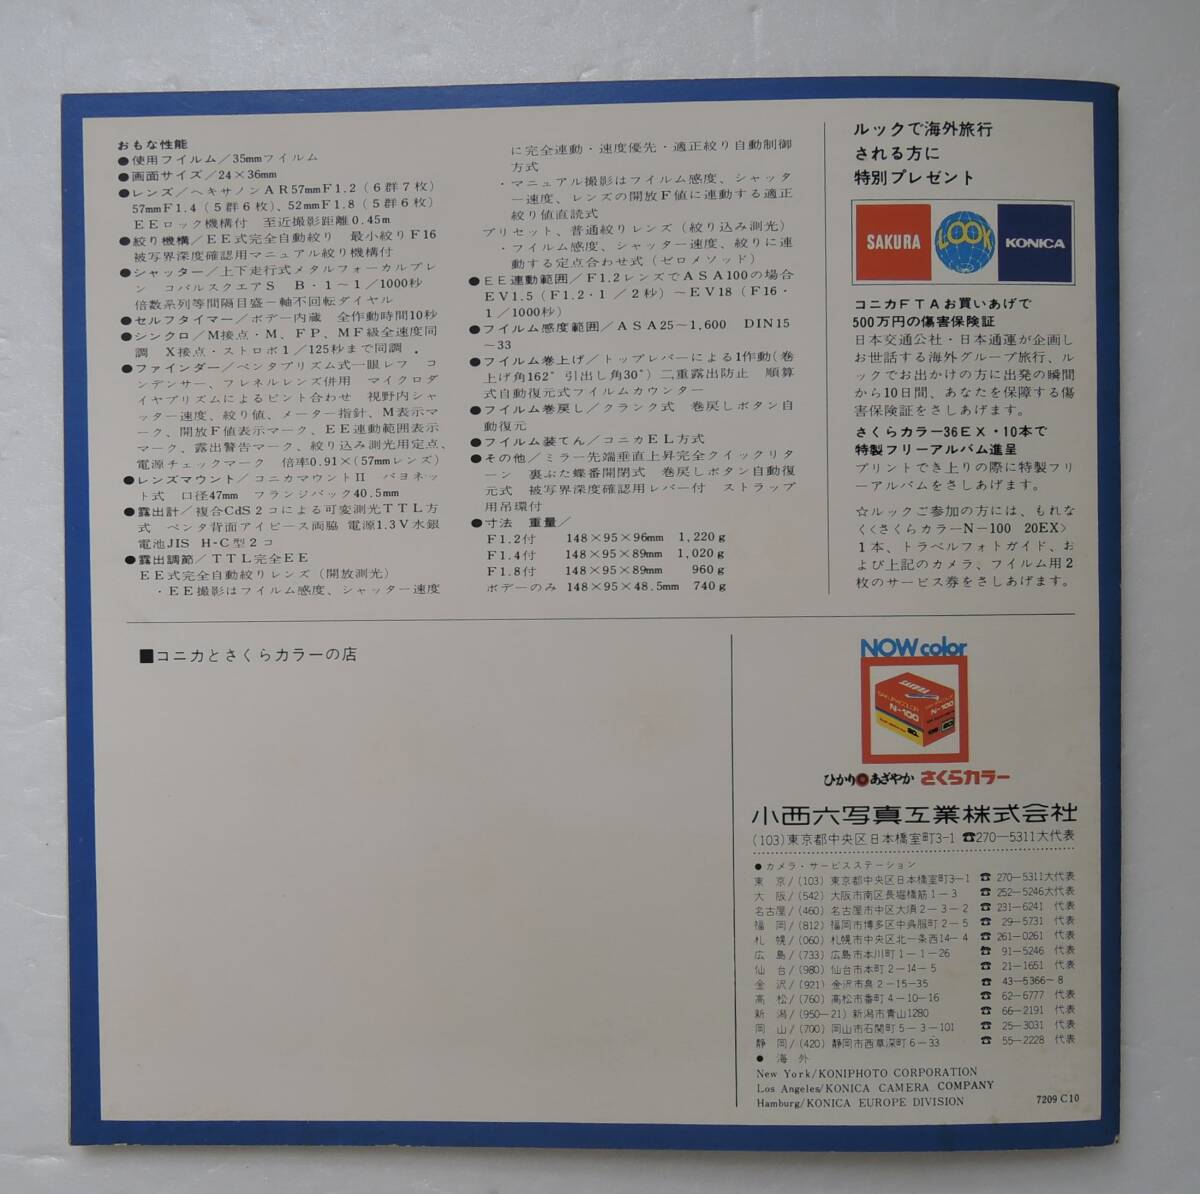 おもな性能
●使用フイルム/35mmフイルム
●画面サイズ/24×36mm
●レンズ/ヘキサノンAR57mmF1.2(6群7枚)
57mmF1.4(5群6枚)、52mmF1.8(5群6枚)
EEロック機構付 至近撮影距離0.45m
●絞り機構/EE式完全自動絞り 最小絞りF16
被写界深度確認用マニュアル絞り機構付
●シャッター/上下走行式メタルフォーカルプレ
ン コパルスクエアS B・1~1/1000秒
倍数系列等間隔目盛一軸不回転ダイヤル
●セルフタイマー/ボデー内蔵 全作動時間10秒
●シンクロ/M接点・M、FP、MF級全速度同
調 X接点・ストロボ1/125秒まで同調
●ファインダー/ペンタプリズム式一眼レフ コ
ンデンサー、フレネルレンズ併用 マイクロダ
イヤプリズムによるピント合わせ 視野内シャ
ッター速度、絞り値、メーター指針、M表示マ
ーク、開放F値表示マーク、EE連動範囲表示
マーク、露出警告マーク、絞り込み測光用定点、
電源チェックマーク 倍率0.91×(57mmレンズ)
●レンズマウント/コニカマウントII バヨネッ
ト式 口径47mm フランジバック40.5mm
●露出計/複合CdS2コによる可変測光TTL方
式 ペンタ背面アイピース両脇 電源1.3V水銀
電池JIS H-C型2コ
●露出調節/TTL完全EE
EE式完全自動絞りレンズ(開放測光)
・EE撮影はフイルム感度、シャッター速度
に完全連動・速度優先・適正絞り自動制御
方式
・マニュアル撮影はフイルム感度、シャッタ
ー速度、レンズの開放F値に連動する適正
絞り値直読式
プリセット、普通絞りレンズ(絞り込み測光)
・フイルム感度、シャッター速度、絞りに連
動する定点合わせ式(ゼロメソッド)
●EE連動範囲/F1.2レンズでASA100の場合
EV1.5(F1.2・1/2秒)~EV18(F16・
1/1000秒)
●フイルム感度範囲/ASA25~1,600 DIN15
~33
●フイルム巻上げ/トップレバーによる1作動(巻
上げ角162° 引出し角30°)二重露出防止 順算
式自動復元式フイルムカウンター
●フイルム巻戻し/クランク式 巻戻しボタン自
動復元
●フイルム装てん/コニカEL方式
●その他/ミラー先端垂直上昇完全クイックリタ
ーン 裏ぶた蝶番開閉式 巻戻しボタン自動復
元式 被写界深度確認用レバー付 ストラップ
用吊環付
●寸法 重量/
F1.2付 148×95×96mm 1,220g
F1.4付 148×95×89mm 1,020g
F1.8付 148×95×89mm 960g
ボデーのみ 148×95×48.5mm 740g
ルックで海外旅行
される方に
特別プレゼント
SAKURA LOOK KONICA
コニカFTAお買いあげで
500万円の傷害保険証
日本交通公社・日本通運が企画し
お世話する海外グループ旅行、ル
ックでお出かけの方に出発の瞬間
から10日間、あなたを保障する傷
害保険証をさしあげます。
さくらカラー36EX・10本で
特製フリーアルバム進呈
プリントでき上りの際に特製フリ
ーアルバムをさしあげます。
☆ルックご参加の方には、もれな
く<さくらカラーN-100 20EX>
1本、トラベルフォトガイド、お
よび上記のカメラ、フイルム用2
枚のサービス券をさしあげます。
■コニカとさくらカラーの店
NOW color
SAKURA
SAKURACOLOR
N-100
N-100
ひかり あざやか さくらカラー
小西六写真工業株式会社
(103)東京都中央区日本橋室町3-1 ☎270-5311大代表
●カメラ・サービスステーション
東京/(103)東京都中央区日本橋室町3-1 ☎270-5311大代表
大阪/(542)大阪市南区長堀橋筋1-3 ☎252-5246大代表
名古屋/(460)名古屋市中区大須2-3-2 ☎231-6241 代表
福岡/(812)福岡市博多区中呉服町2-5 ☎29-5731 代表
札幌/(060)札幌市中央区北一条西14-4 ☎261-0261 代表
広島/(733)広島市本川町1-1-26 ☎91-5246 代表
仙台/(980)仙台市本町2-14-5 ☎21-1651 代表
金沢/(921)金沢市泉2-15-35 ☎43-5366~8
高松/(760)高松市番町4-10-16 ☎62-6777 代表
新潟/(950-21)新潟市青山1280 ☎66-2191 代表
岡山/(700)岡山市石関町5-3-101 ☎25-3031 代表
静岡/(420)静岡市西草深町6-33 ☎55-2228 代表
●海外
New York/KONIPHOTO CORPORATION
Los Angeles/KONICA CAMERA COMPANY
Hamburg/KONICA EUROPE DIVISION
7209 C10